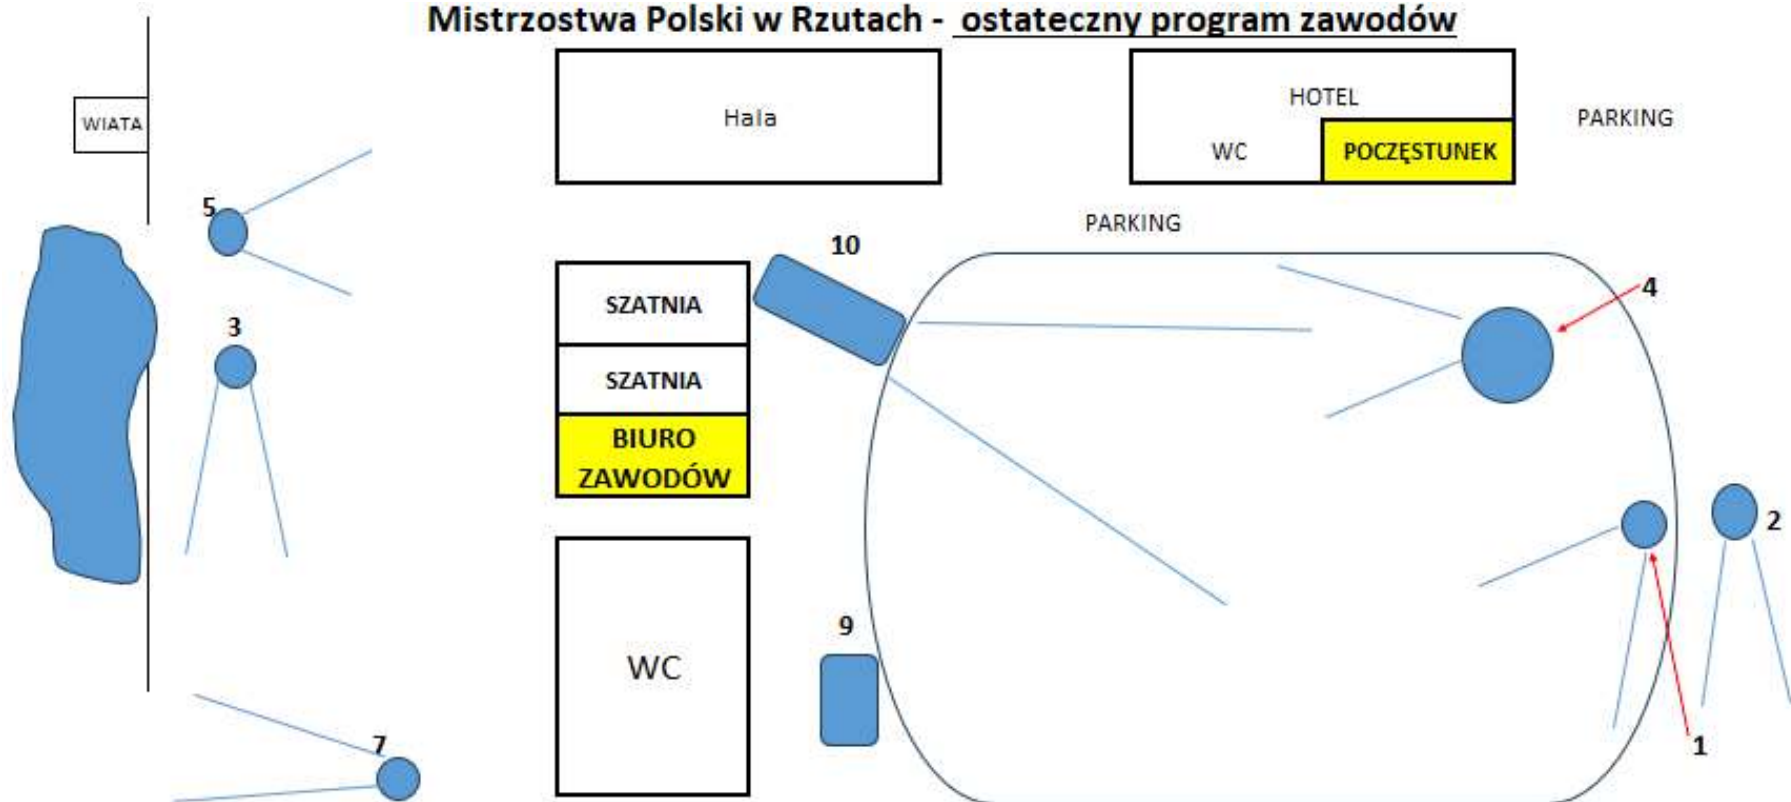 Mistrzostwa Polski w Rzutach - ostateczny program zawodów
WIATA
Hala
HOTEL
WC
POCZĘSTUNEK
PARKING
PARKING
5
10
4
3
SZATNIA
SZATNIA
BIURO
ZAWODÓW
2
9
WC
7
1